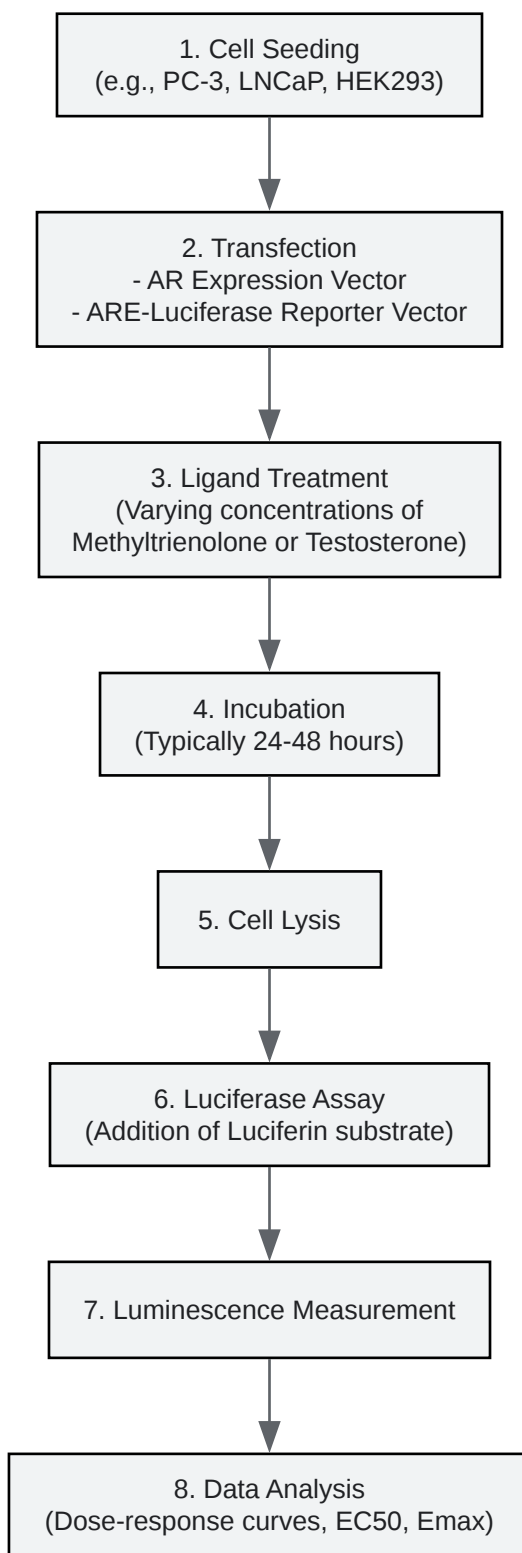 1. Cell Seeding
(e.g., PC-3, LNCaP, HEK293)
2. Transfection
- AR Expression Vector
- ARE-Luciferase Reporter Vector
3. Ligand Treatment
(Varying concentrations of
Methyltrienolone or Testosterone)
4. Incubation
(Typically 24-48 hours)
5. Cell Lysis
6. Luciferase Assay
(Addition of Luciferin substrate)
7. Luminescence Measurement
8. Data Analysis
(Dose-response curves, EC50, Emax)